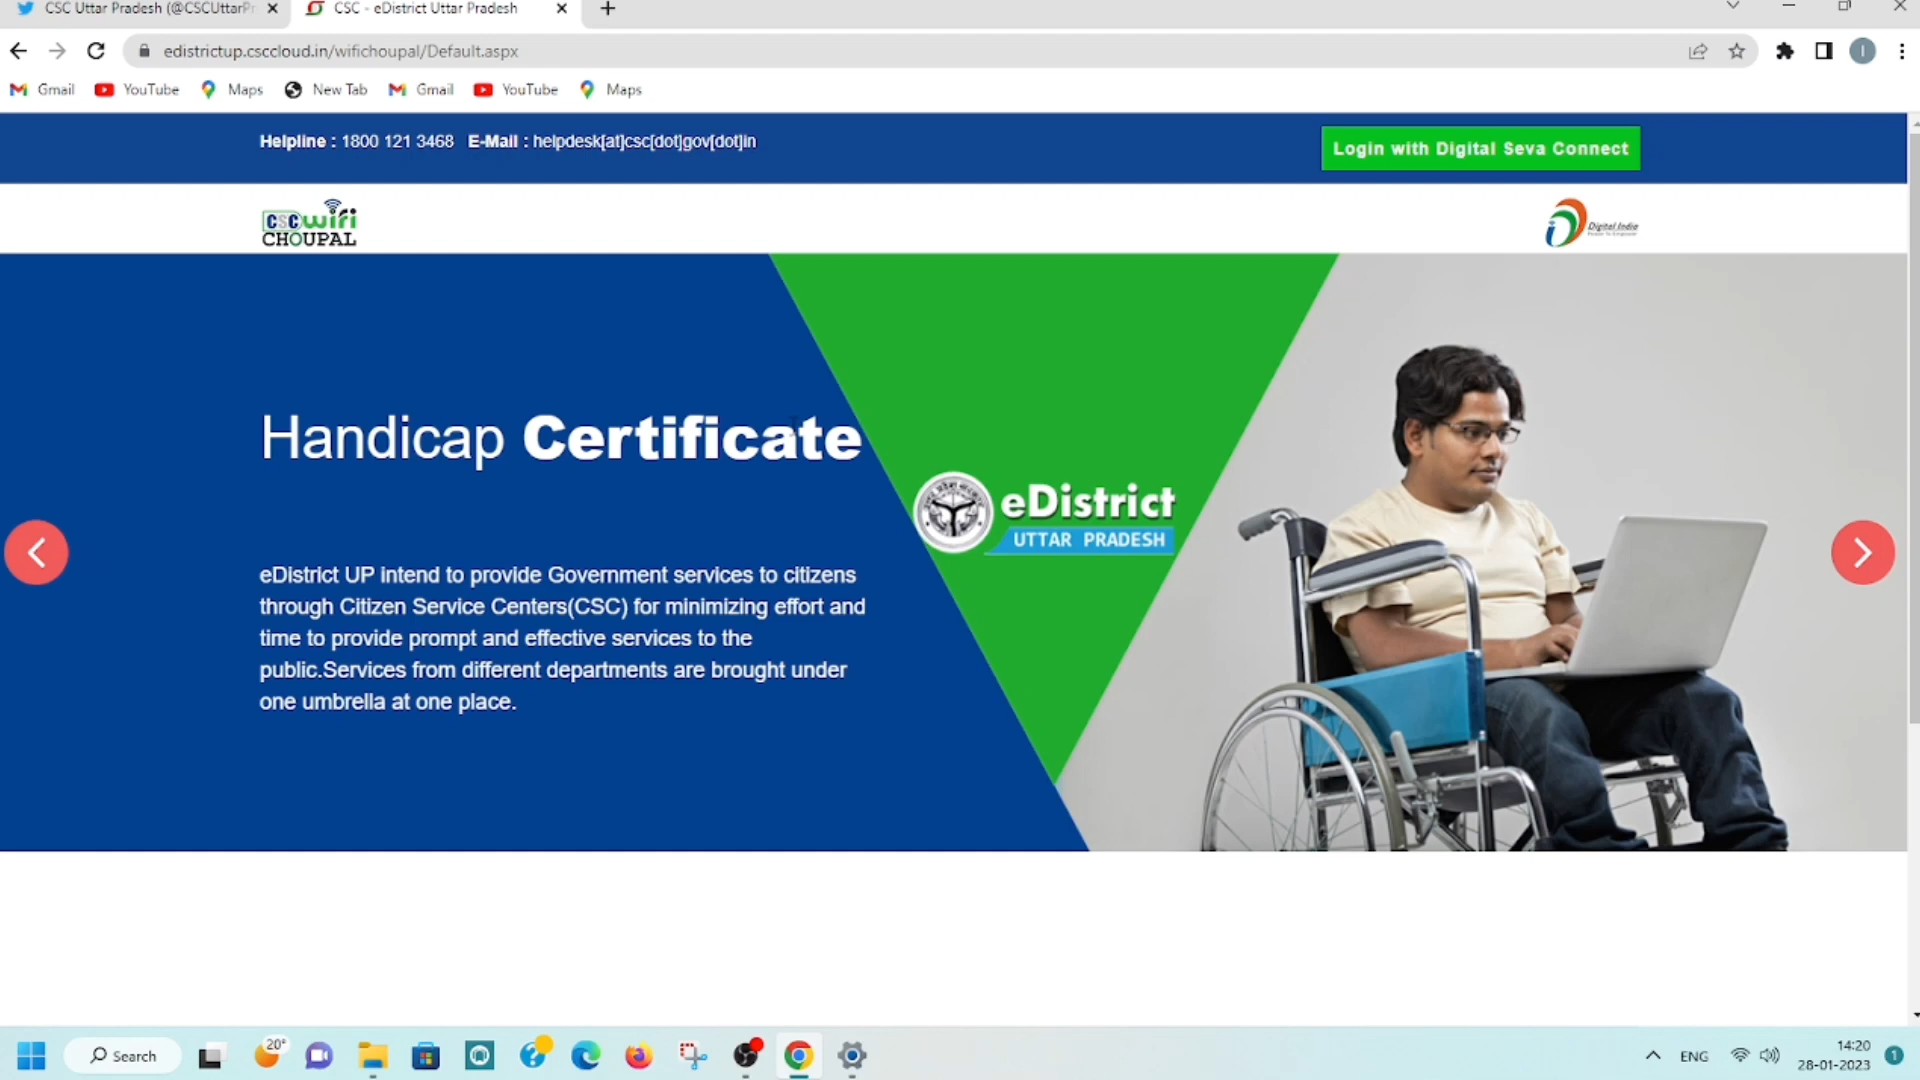 CSC Uttar Pradesh (@CSCUttarPr
CSC - eDistrict Uttar Pradesh
edistrictup.csccloud.in/wifichoupal/Default.aspx
I
Gmail YouTube Maps New Tab Gmail YouTube Maps
Helpline : 1800 121 3468 E-Mail : helpdesk[at]csc[dot]gov[dot]in
Login with Digital Seva Connect
CSC wifi
CHOUPAL
Digital India
Handicap Certificate
eDistrict
UTTAR PRADESH
eDistrict UP intend to provide Government services to citizens
through Citizen Service Centers(CSC) for minimizing effort and
time to provide prompt and effective services to the
public.Services from different departments are brought under
one umbrella at one place.
Search
20°
ENG
14:20
28-01-2023
1